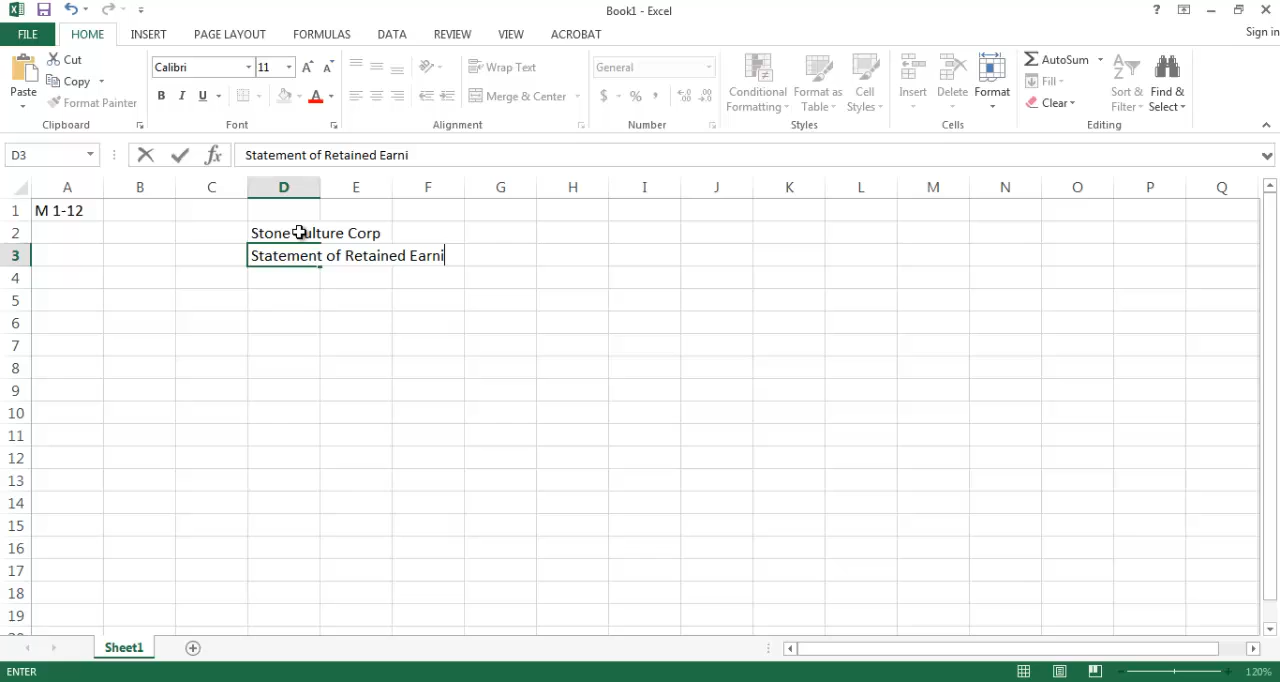 Book1 - Excel
?
FILE HOME INSERT PAGE LAYOUT FORMULAS DATA REVIEW VIEW ACROBAT Sign in
Paste
Cut
Copy
Format Painter
Clipboard
Calibri 11
B I U
Font
Wrap Text
Merge & Center
Alignment
General
$ % ,
Number
Conditional Formatting
Format as Table
Cell Styles
Styles
Insert Delete Format
Cells
AutoSum
Fill
Clear
Sort & Filter
Find & Select
Editing
D3 fx Statement of Retained Earni
A B C D E F G H I J K L M N O P Q
1 M 1-12
2 Stone Culture Corp
3 Statement of Retained Earni
4
5
6
7
8
9
10
11
12
13
14
15
16
17
18
19
Sheet1
ENTER 120%